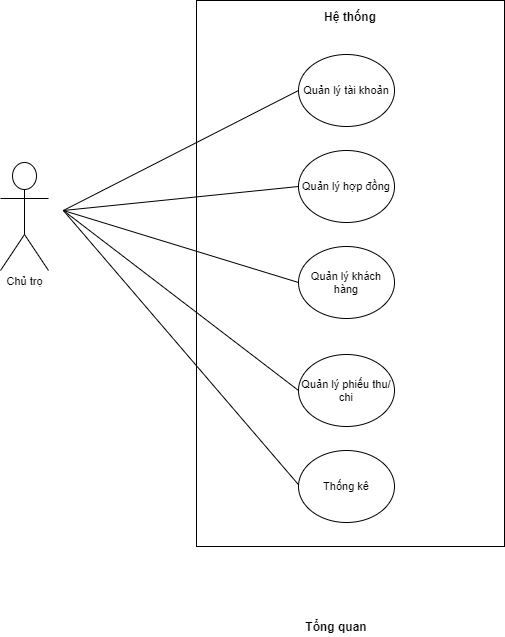 Hệ thống
Quản lý tài khoản
Quản lý hợp đồng
Chủ trọ
Quản lý khách
hàng
Quản lý phiếu thu/
chi
Thống kê
Tổng quan